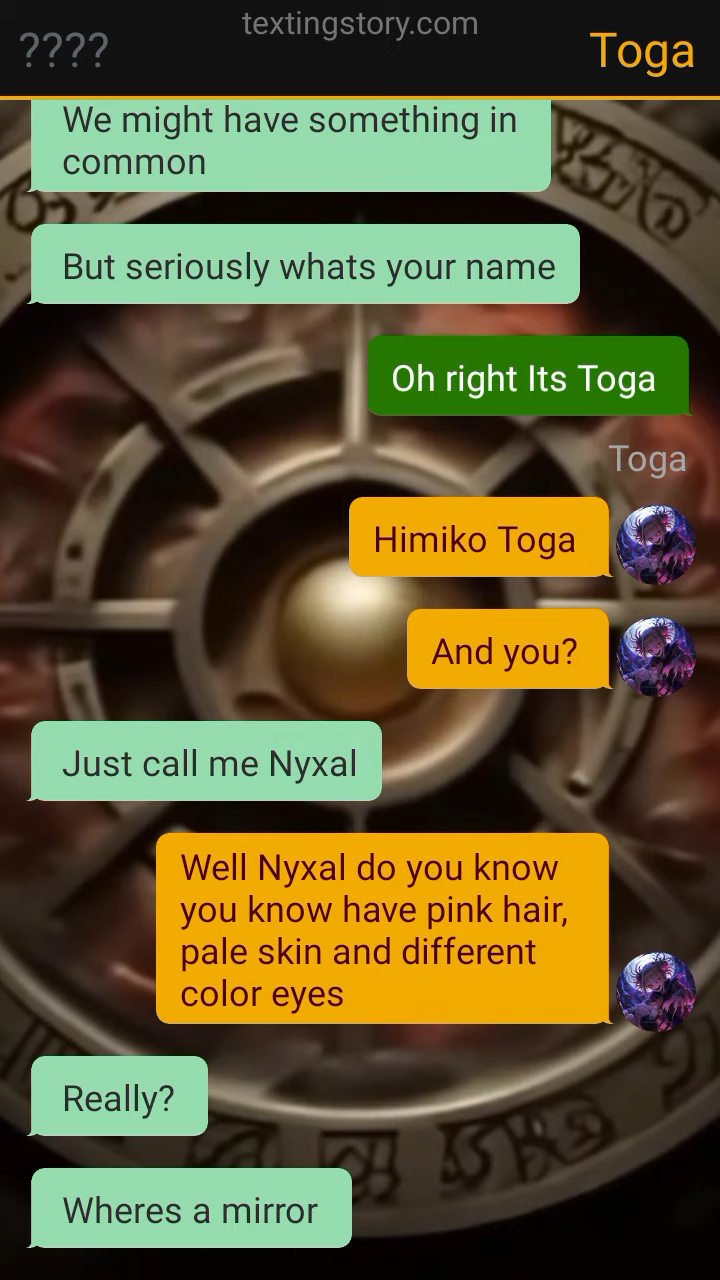 textingstory.com
????
Toga
We might have something in
common
But seriously whats your name
Oh right Its Toga
Toga
Himiko Toga
And you?
Just call me Nyxal
Well Nyxal do you know
you know have pink hair,
pale skin and different
color eyes
Really?
Wheres a mirror